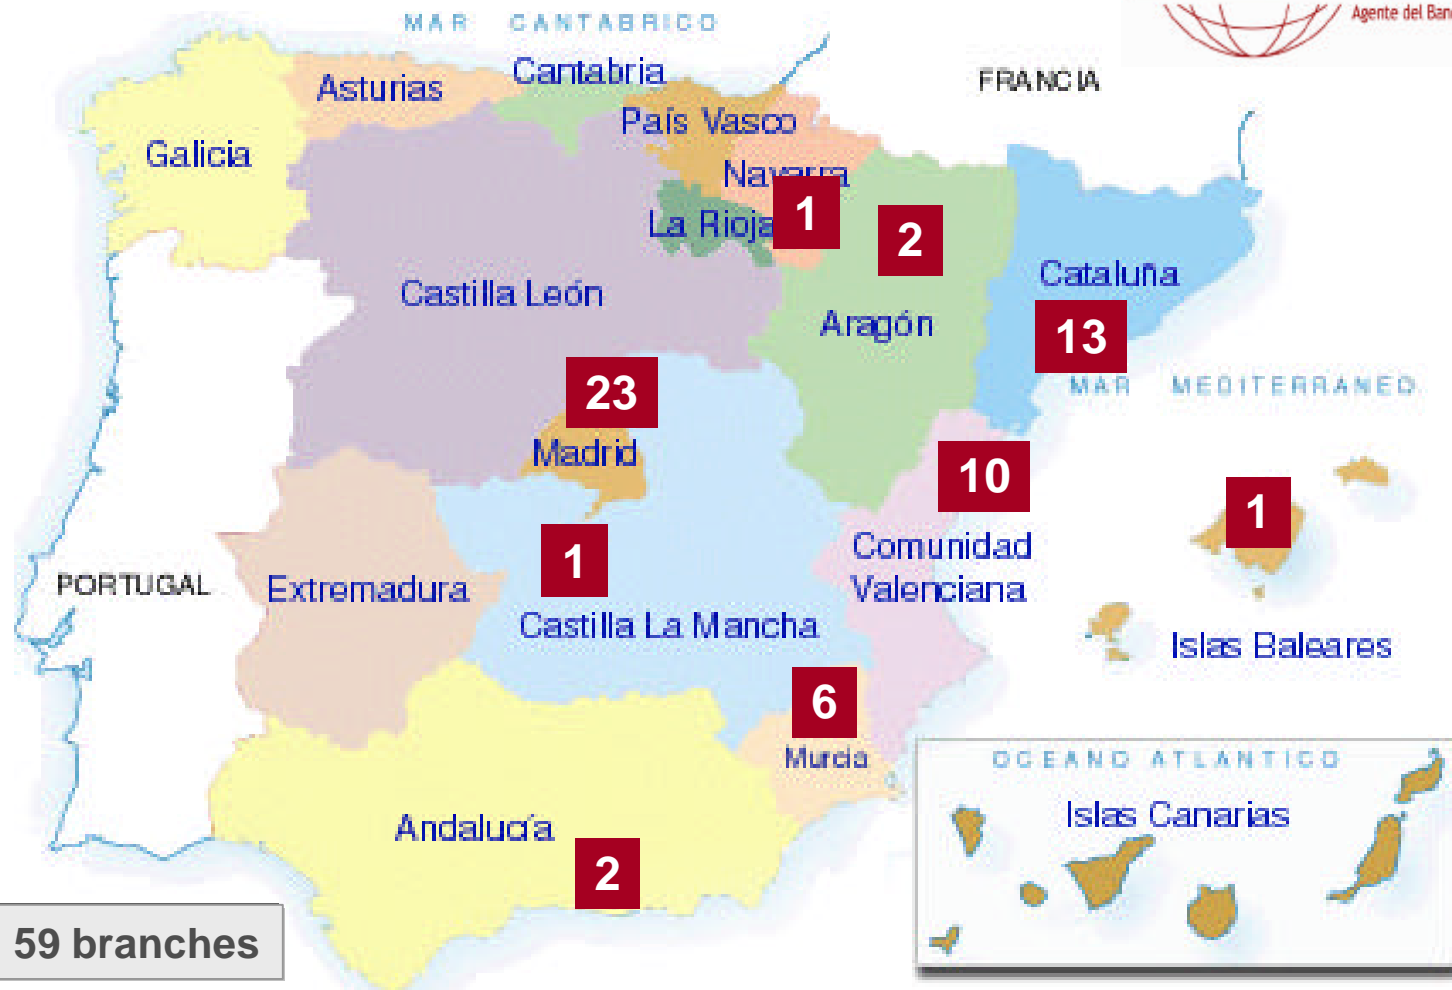 MAR CANTABRICO
Agente del Ban
Asturias
Cantabria
FRANCIA
País Vasco
Galicia
Navarra
La Rioja
1
2
Cataluña
Castilla León
Aragón
13
23
MAR MEDITERRANEO
Madrid
10
1
1
Comunidad
Valenciana
PORTUGAL
Extremadura
Castilla La Mancha
Islas Baleares
6
Murcia
OCEANO ATLANTICO
Islas Canarias
Andalucía
2
59 branches